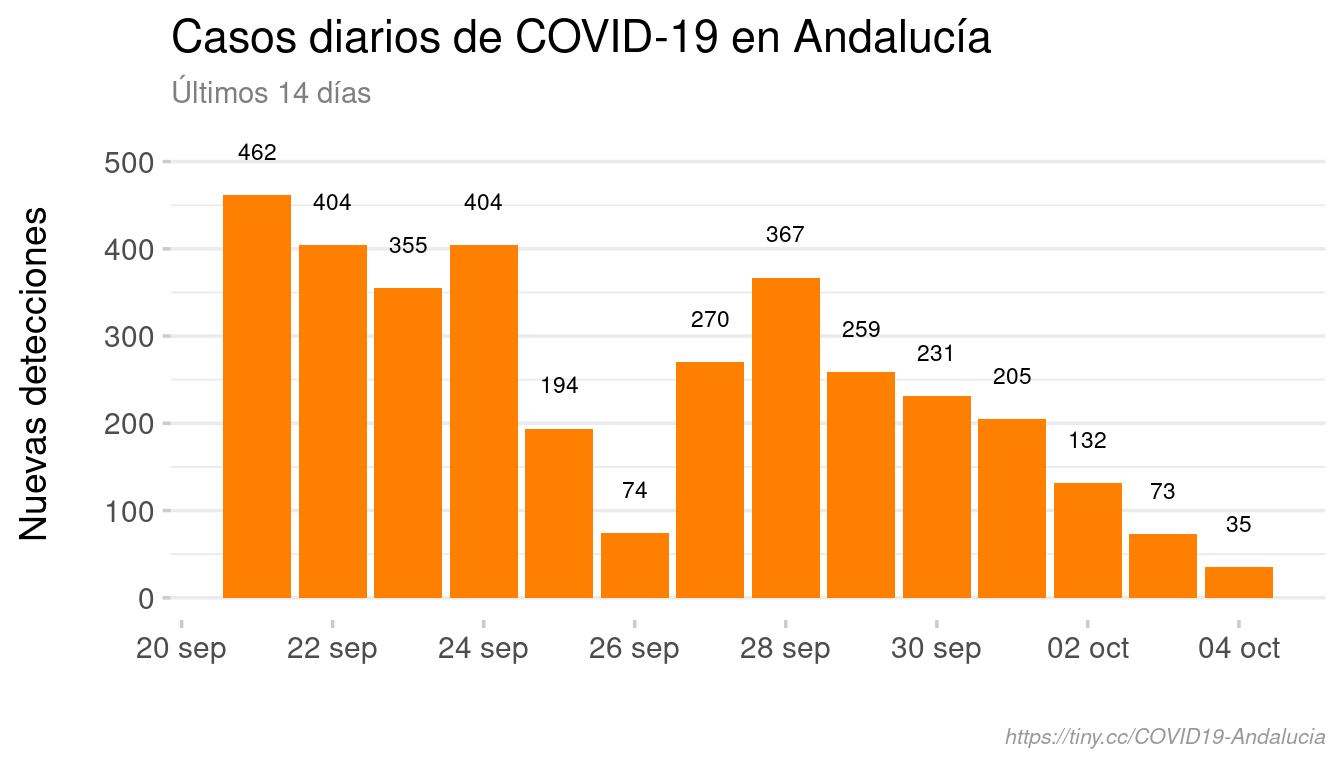 Casos diarios de COVID-19 en Andalucía
Últimos 14 días
Nuevas detecciones
500
400
300
200
100
0
462
404
355
404
194
74
270
367
259
231
205
132
73
35
20 sep
22 sep
24 sep
26 sep
28 sep
30 sep
02 oct
04 oct
https://tiny.cc/COVID19-Andalucia